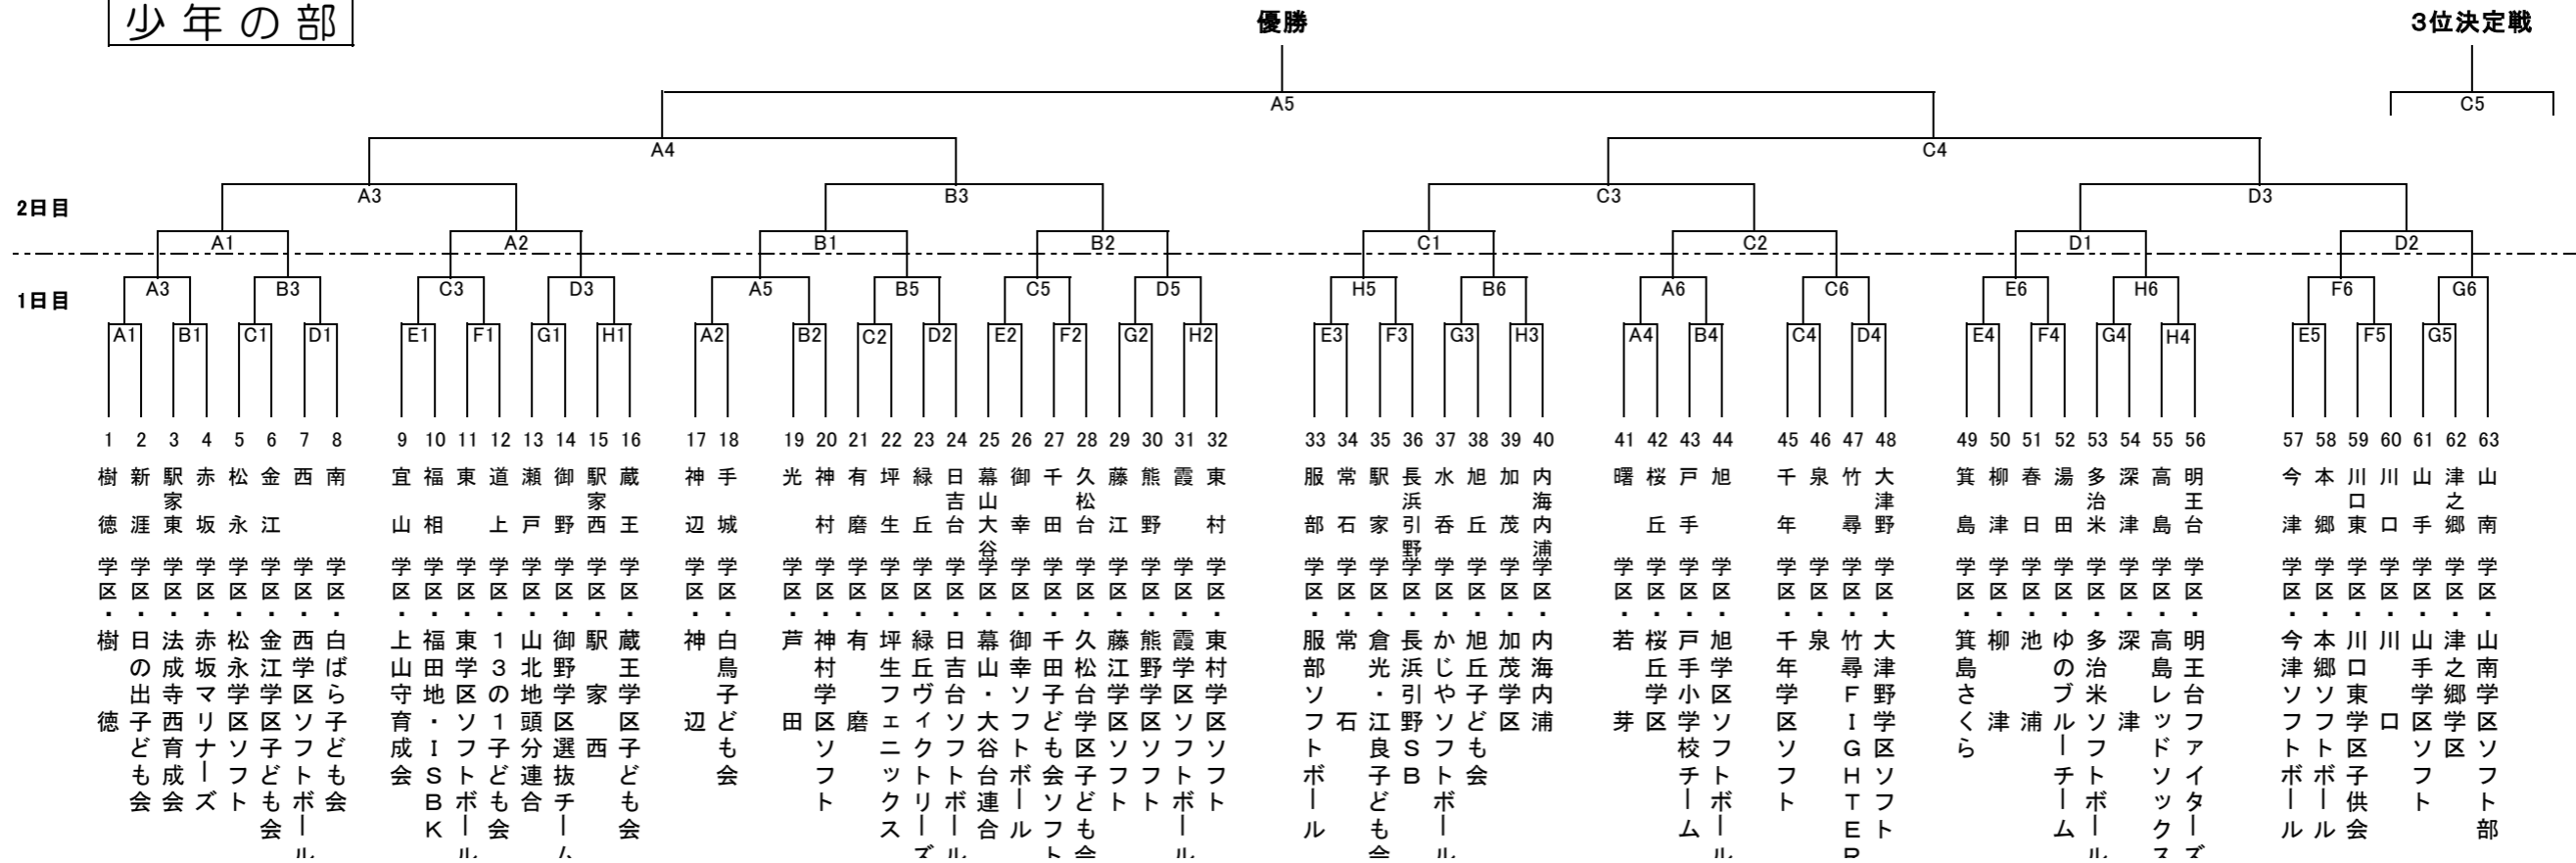 少年の部
優勝
3位決定戦
A5
C5
A4
C4
A3
B3
C3
D3
2日目
A1
A2
B1
B2
C1
C2
D1
D2
1日目
A3
B3
C3
D3
A5
B5
C5
D5
H5
B6
A6
C6
E6
H6
F6
G6
A1
B1
C1
D1
E1
F1
G1
H1
A2
B2
C2
D2
E2
F2
G2
H2
E3
F3
G3
H3
A4
B4
C4
D4
E4
F4
G4
H4
E5
F5
G5
1 樹徳学区・樹徳
2 新涯学区・日の出子ども会
3 駅家東学区・法成寺西育成会
4 赤坂学区・赤坂マリナーズ
5 松永学区・松永学区ソフト
6 金江学区・金江学区子ども会
7 西学区・西学区ソフトボール
8 南学区・白ばら子ども会
9 宜山学区・上山守育成会
10 福相学区・福田地・ISBK
11 東学区・東学区ソフトボール
12 道上学区・13の1子ども会
13 瀬戸学区・山北地頭分連合
14 御野学区・御野学区選抜チーム
15 駅家西学区・駅家西
16 蔵王学区・蔵王学区子ども会
17 神辺学区・神辺
18 手城学区・白鳥子ども会
19 光学区・芦田
20 神村学区・神村学区ソフト
21 有磨学区・有磨
22 坪生学区・坪生フェニックス
23 緑丘学区・緑丘ヴィクトリーズ
24 日吉台学区・日吉台ソフトボール
25 幕山大谷学区・幕山・大谷台連合
26 御幸学区・御幸ソフトボール
27 千田学区・千田子ども会ソフト
28 久松台学区・久松台学区子ども会
29 藤江学区・藤江学区ソフト
30 熊野学区・熊野学区ソフト
31 霞学区・霞学区ソフトボール
32 東村学区・東村学区ソフト
33 服部学区・服部ソフトボール
34 常石学区・常石
35 駅家学区・倉光・江良子ども会
36 長浜引野学区・長浜引野SB
37 水呑学区・かじやソフトボール
38 旭丘学区・旭丘子ども会
39 加茂学区・加茂学区
40 内海内浦学区・内海内浦
41 曙学区・若芽
42 桜丘学区・桜丘学区
43 戸手学区・戸手小学校チーム
44 旭学区・旭学区ソフトボール
45 千年学区・千年学区ソフト
46 泉学区・泉
47 竹尋学区・竹尋FIGHTER
48 大津野学区・大津野学区ソフト
49 箕島学区・箕島さくら
50 柳津学区・柳津
51 春日学区・池浦
52 湯田学区・ゆのブルーチーム
53 多治米学区・多治米ソフトボール
54 深津学区・深津
55 高島学区・高島レッドソックス
56 明王台学区・明王台ファイターズ
57 今津学区・今津ソフトボール
58 本郷学区・本郷ソフトボール
59 川口東学区・川口東学区子供会
60 川口学区・川口
61 山手学区・山手学区ソフト
62 津之郷学区・津之郷学区
63 山南学区・山南学区ソフト部